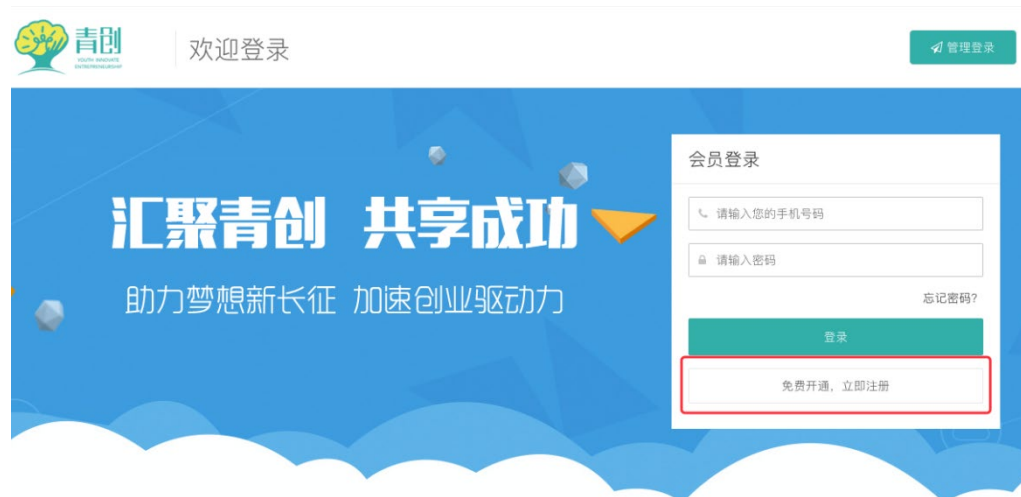 青创
YOUTH INNOVATE
ENTREPRENEURSHIP
欢迎登录
管理登录
汇聚青创 共享成功
助力梦想新长征 加速创业驱动力
会员登录
请输入您的手机号码
请输入密码
忘记密码?
登录
免费开通，立即注册